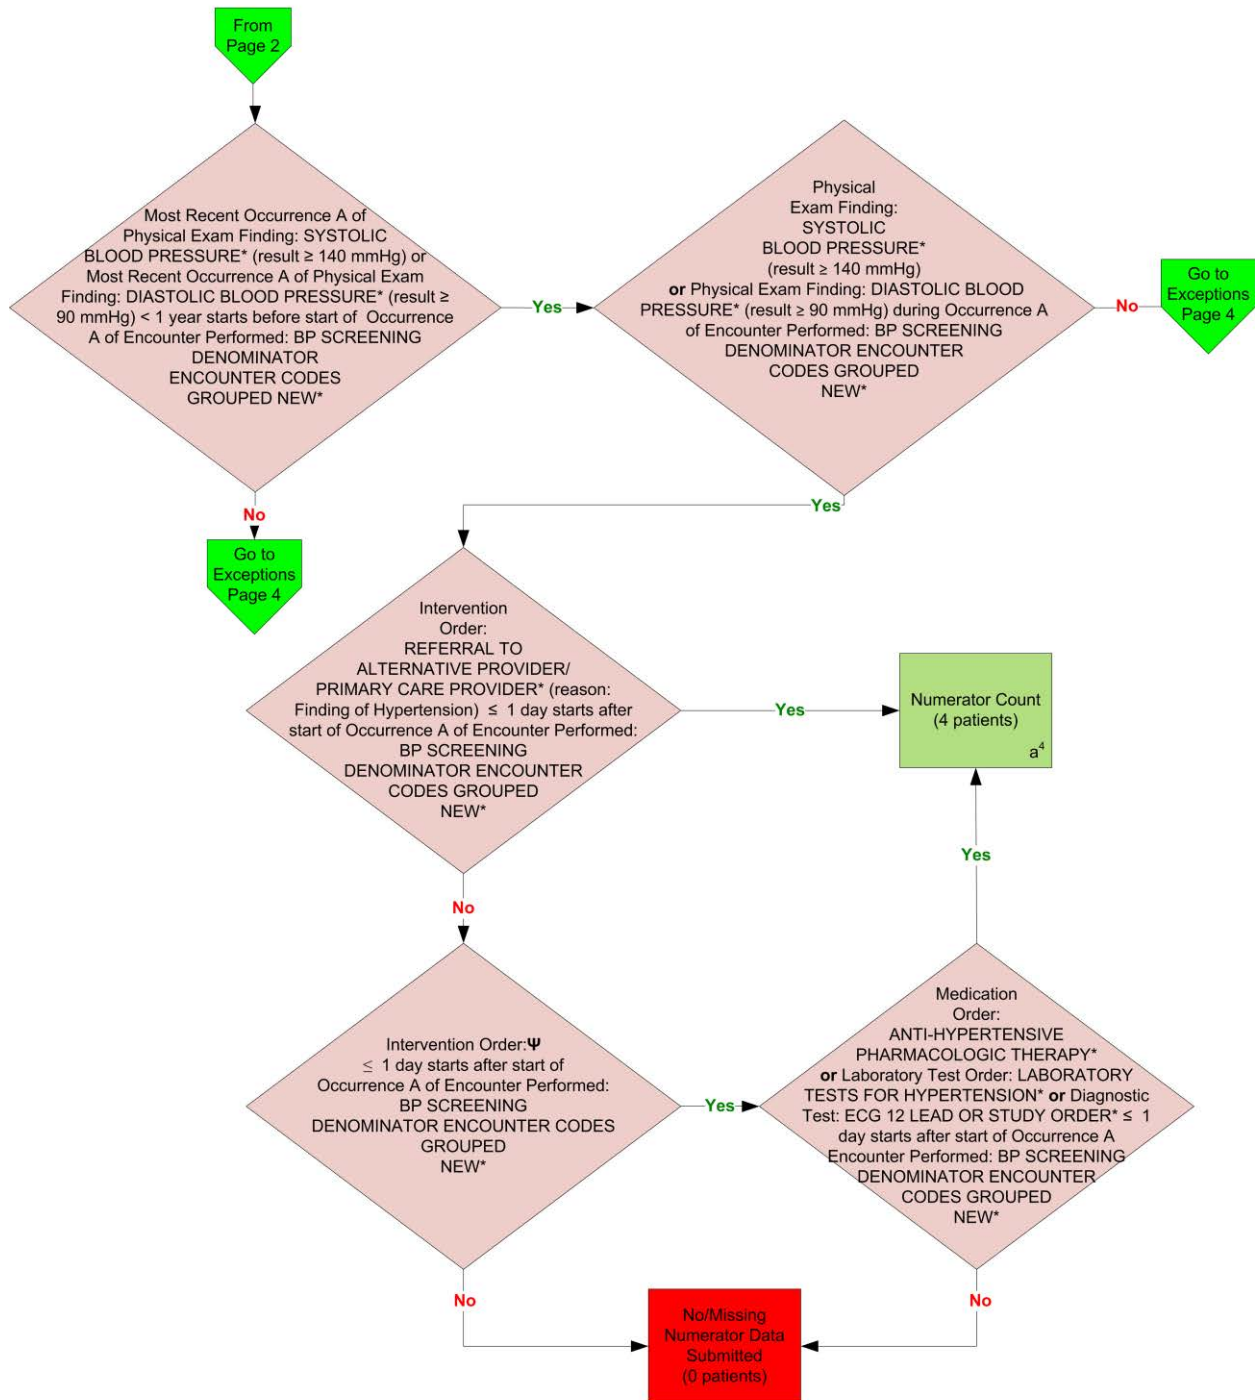 From
Page 2
Most Recent Occurrence A of
Physical Exam Finding: SYSTOLIC
BLOOD PRESSURE* (result ≥ 140 mmHg) or
Most Recent Occurrence A of Physical Exam
Finding: DIASTOLIC BLOOD PRESSURE* (result ≥
90 mmHg) < 1 year starts before start of Occurrence
A of Encounter Performed: BP SCREENING
DENOMINATOR
ENCOUNTER CODES
GROUPED NEW*
Yes
Physical
Exam Finding:
SYSTOLIC
BLOOD PRESSURE*
(result ≥ 140 mmHg)
or Physical Exam Finding: DIASTOLIC BLOOD
PRESSURE* (result ≥ 90 mmHg) during Occurrence A
of Encounter Performed: BP SCREENING
DENOMINATOR ENCOUNTER
CODES GROUPED
NEW*
No
Go to
Exceptions
Page 4
No
Go to
Exceptions
Page 4
Yes
Intervention
Order:
REFERRAL TO
ALTERNATIVE PROVIDER/
PRIMARY CARE PROVIDER* (reason:
Finding of Hypertension) ≤ 1 day starts after
start of Occurrence A of Encounter Performed:
BP SCREENING
DENOMINATOR ENCOUNTER
CODES GROUPED
NEW*
Yes
Numerator Count
(4 patients)
a⁴
No
Yes
Intervention Order:Ψ
≤ 1 day starts after start of
Occurrence A of Encounter Performed:
BP SCREENING
DENOMINATOR ENCOUNTER CODES
GROUPED
NEW*
Yes
Medication
Order:
ANTI-HYPERTENSIVE
PHARMACOLOGIC THERAPY*
or Laboratory Test Order: LABORATORY
TESTS FOR HYPERTENSION* or Diagnostic
Test: ECG 12 LEAD OR STUDY ORDER* ≤ 1
day starts after start of Occurrence A
Encounter Performed: BP SCREENING
DENOMINATOR ENCOUNTER
CODES GROUPED
NEW*
No
No/Missing
Numerator Data
Submitted
(0 patients)
No